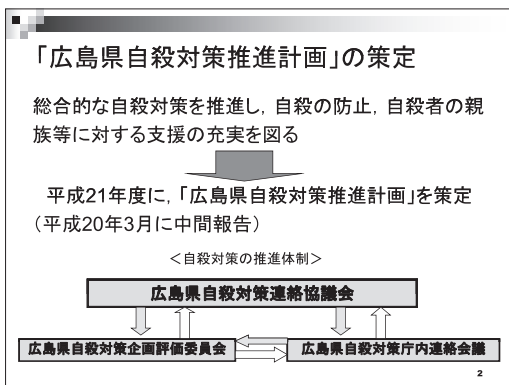 「広島県自殺対策推進計画」の策定
総合的な自殺対策を推進し，自殺の防止，自殺者の親
族等に対する支援の充実を図る
平成21年度に，「広島県自殺対策推進計画」を策定
（平成20年3月に中間報告）
＜自殺対策の推進体制＞
広島県自殺対策連絡協議会
広島県自殺対策企画評価委員会
広島県自殺対策庁内連絡会議
2